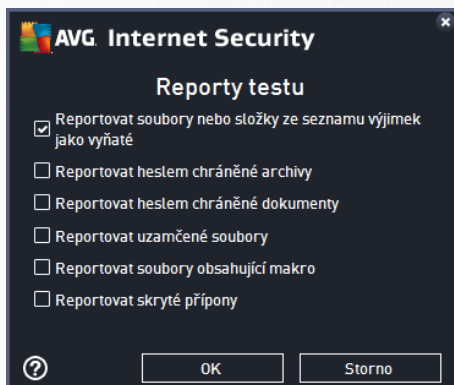 AVG. Internet Security
Reporty testu
Reportovat soubory nebo složky ze seznamu výjimek
jako vyňaté
Reportovat heslem chráněné archivy
Reportovat heslem chráněné dokumenty
Reportovat uzamčené soubory
Reportovat soubory obsahující makro
Reportovat skryté přípony
? OK Storno